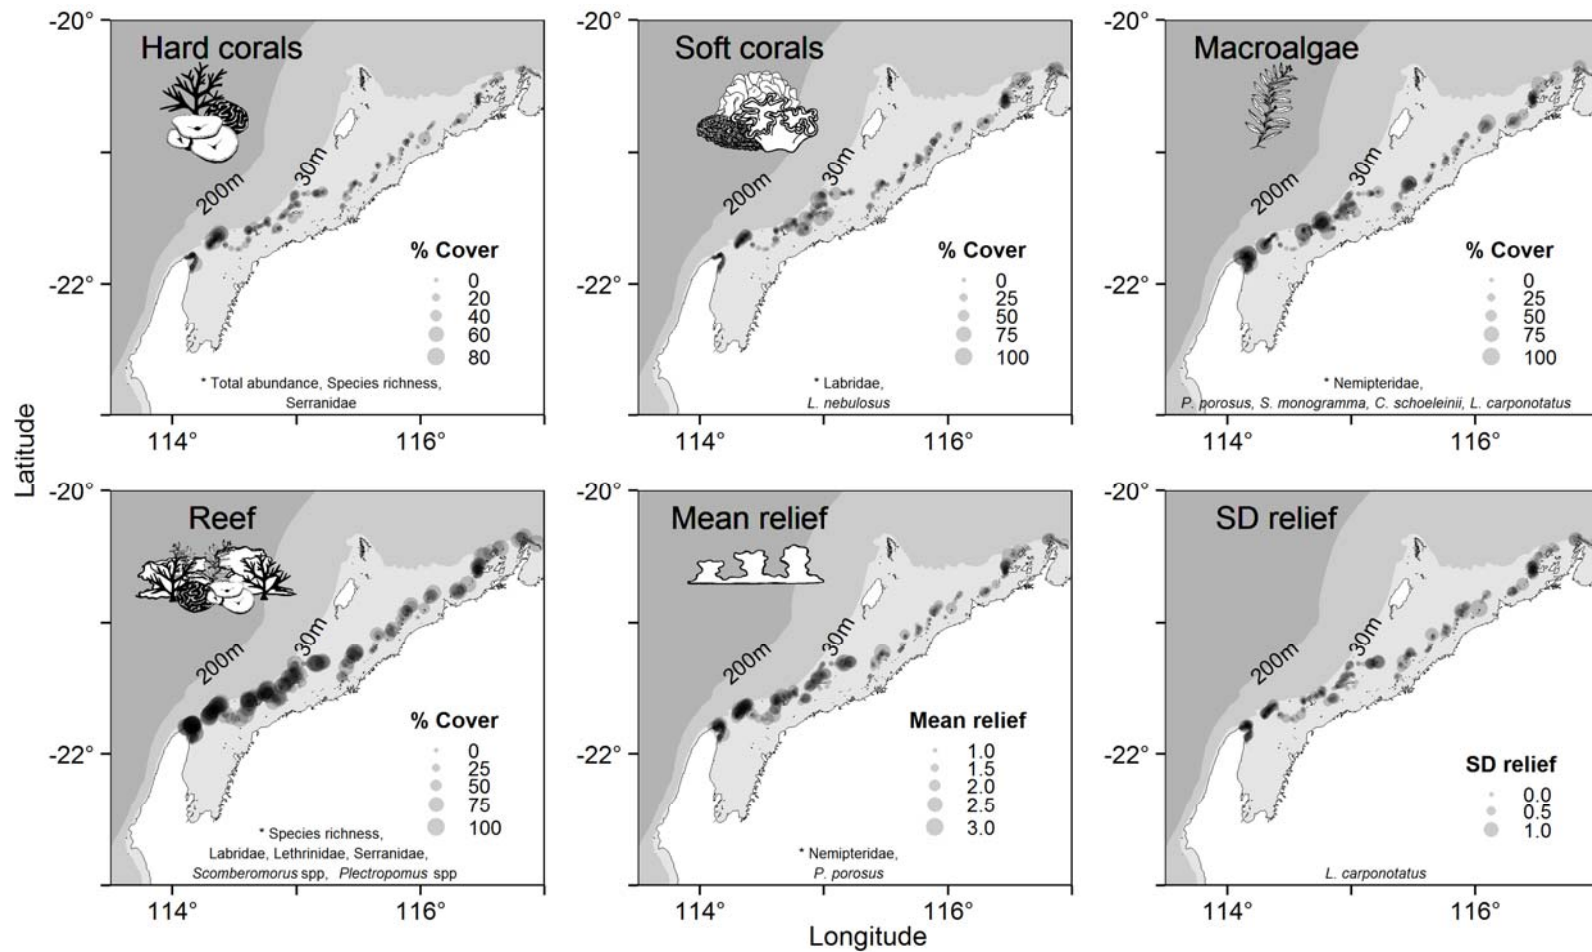 Hard corals
-20°
-22°
200m
30m
% Cover
0
20
40
60
80
* Total abundance, Species richness,
Serranidae
114°
116°
Soft corals
-20°
-22°
200m
30m
% Cover
0
25
50
75
100
* Labridae,
L. nebulosus
114°
116°
Macroalgae
-20°
-22°
200m
30m
% Cover
0
25
50
75
100
* Nemipteridae,
P. porosus, S. monogramma, C. schoeleinii, L. carponotatus
114°
116°
Latitude
Reef
-20°
-22°
200m
30m
% Cover
0
25
50
75
100
* Species richness,
Labridae, Lethrinidae, Serranidae,
Scomberomorus spp, Plectropomus spp
114°
116°
Mean relief
-20°
-22°
200m
30m
Mean relief
1.0
1.5
2.0
2.5
3.0
* Nemipteridae,
P. porosus
114°
116°
SD relief
-20°
-22°
200m
30m
SD relief
0.0
0.5
1.0
L. carponotatus
114°
116°
Longitude